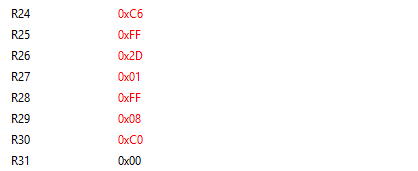 R24 0xC6
R25 0xFF
R26 0x2D
R27 0x01
R28 0xFF
R29 0x08
R30 0xC0
R31 0x00